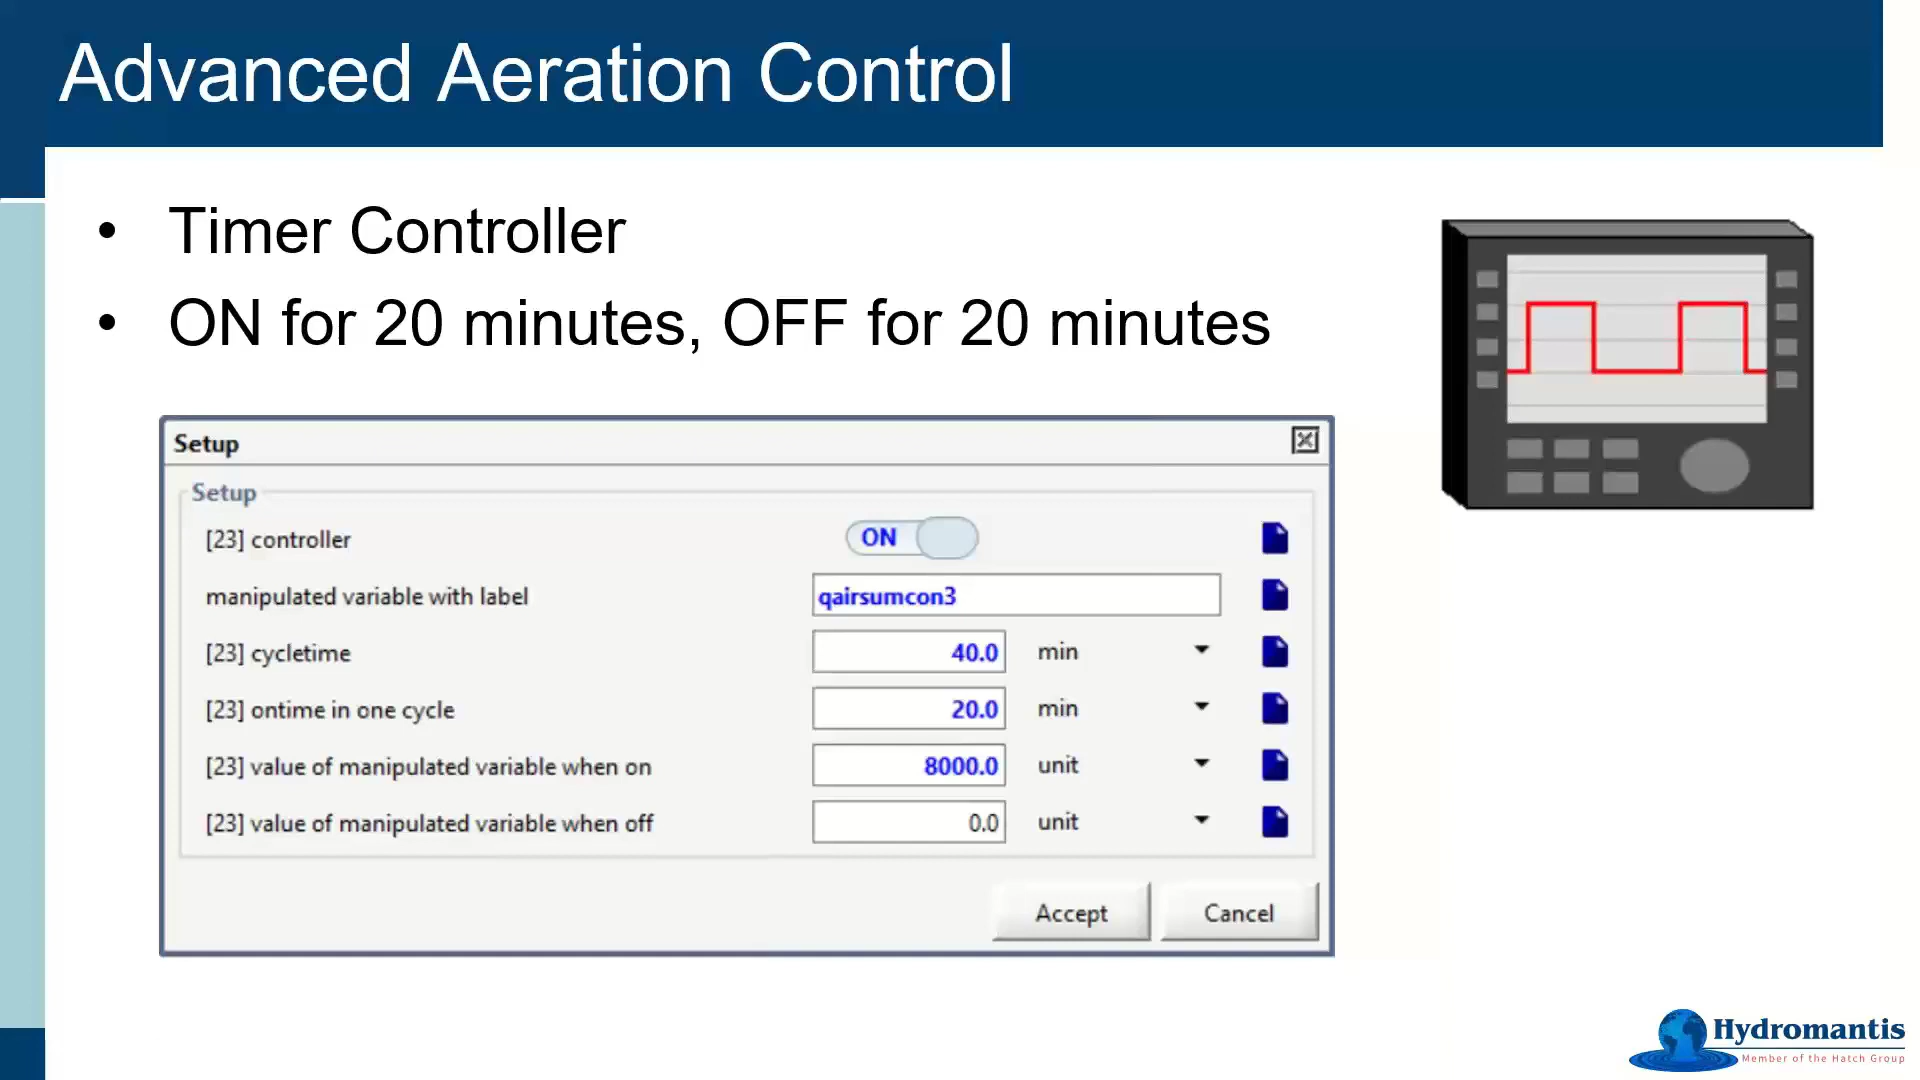 Advanced Aeration Control
• Timer Controller
• ON for 20 minutes, OFF for 20 minutes
Setup
Setup
[23] controller ON
manipulated variable with label qairsumcon3
[23] cycletime 40.0 min
[23] ontime in one cycle 20.0 min
[23] value of manipulated variable when on 8000.0 unit
[23] value of manipulated variable when off 0.0 unit
Accept Cancel
Hydromantis
Member of the Hatch Group